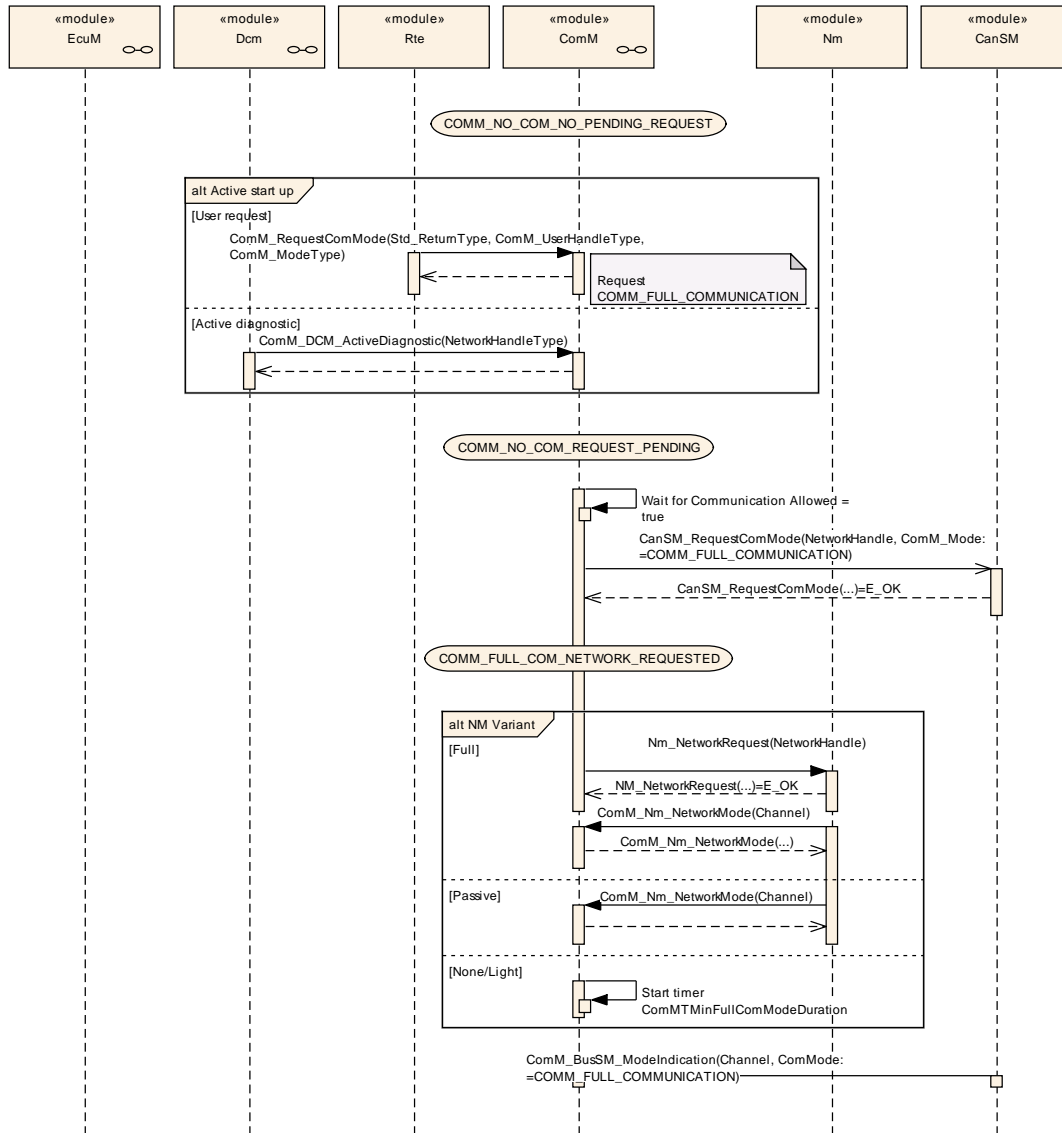 «module»
EcuM
«module»
Dcm
«module»
Rte
«module»
ComM
«module»
Nm
«module»
CanSM
COMM_NO_COM_NO_PENDING_REQUEST
alt Active start up
[User request]
ComM_RequestComMode(Std_ReturnType, ComM_UserHandleType,
ComM_ModeType)
Request
COMM_FULL_COMMUNICATION
[Active diagnostic]
ComM_DCM_ActiveDiagnostic(NetworkHandleType)
COMM_NO_COM_REQUEST_PENDING
Wait for Communication Allowed =
true
CanSM_RequestComMode(NetworkHandle, ComM_Mode:
=COMM_FULL_COMMUNICATION)
CanSM_RequestComMode(...)=E_OK
COMM_FULL_COM_NETWORK_REQUESTED
alt NM Variant
[Full]
Nm_NetworkRequest(NetworkHandle)
NM_NetworkRequest(...)=E_OK
ComM_Nm_NetworkMode(Channel)
ComM_Nm_NetworkMode(...)
[Passive]
ComM_Nm_NetworkMode(Channel)
[None/Light]
Start timer
ComMTMinFullComModeDuration
ComM_BusSM_ModeIndication(Channel, ComMode:
=COMM_FULL_COMMUNICATION)